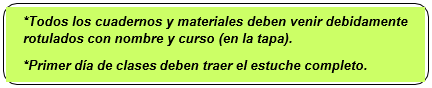 *Todos los cuadernos y materiales deben venir debidamente
rotulados con nombre y curso (en la tapa).
*Primer día de clases deben traer el estuche completo.